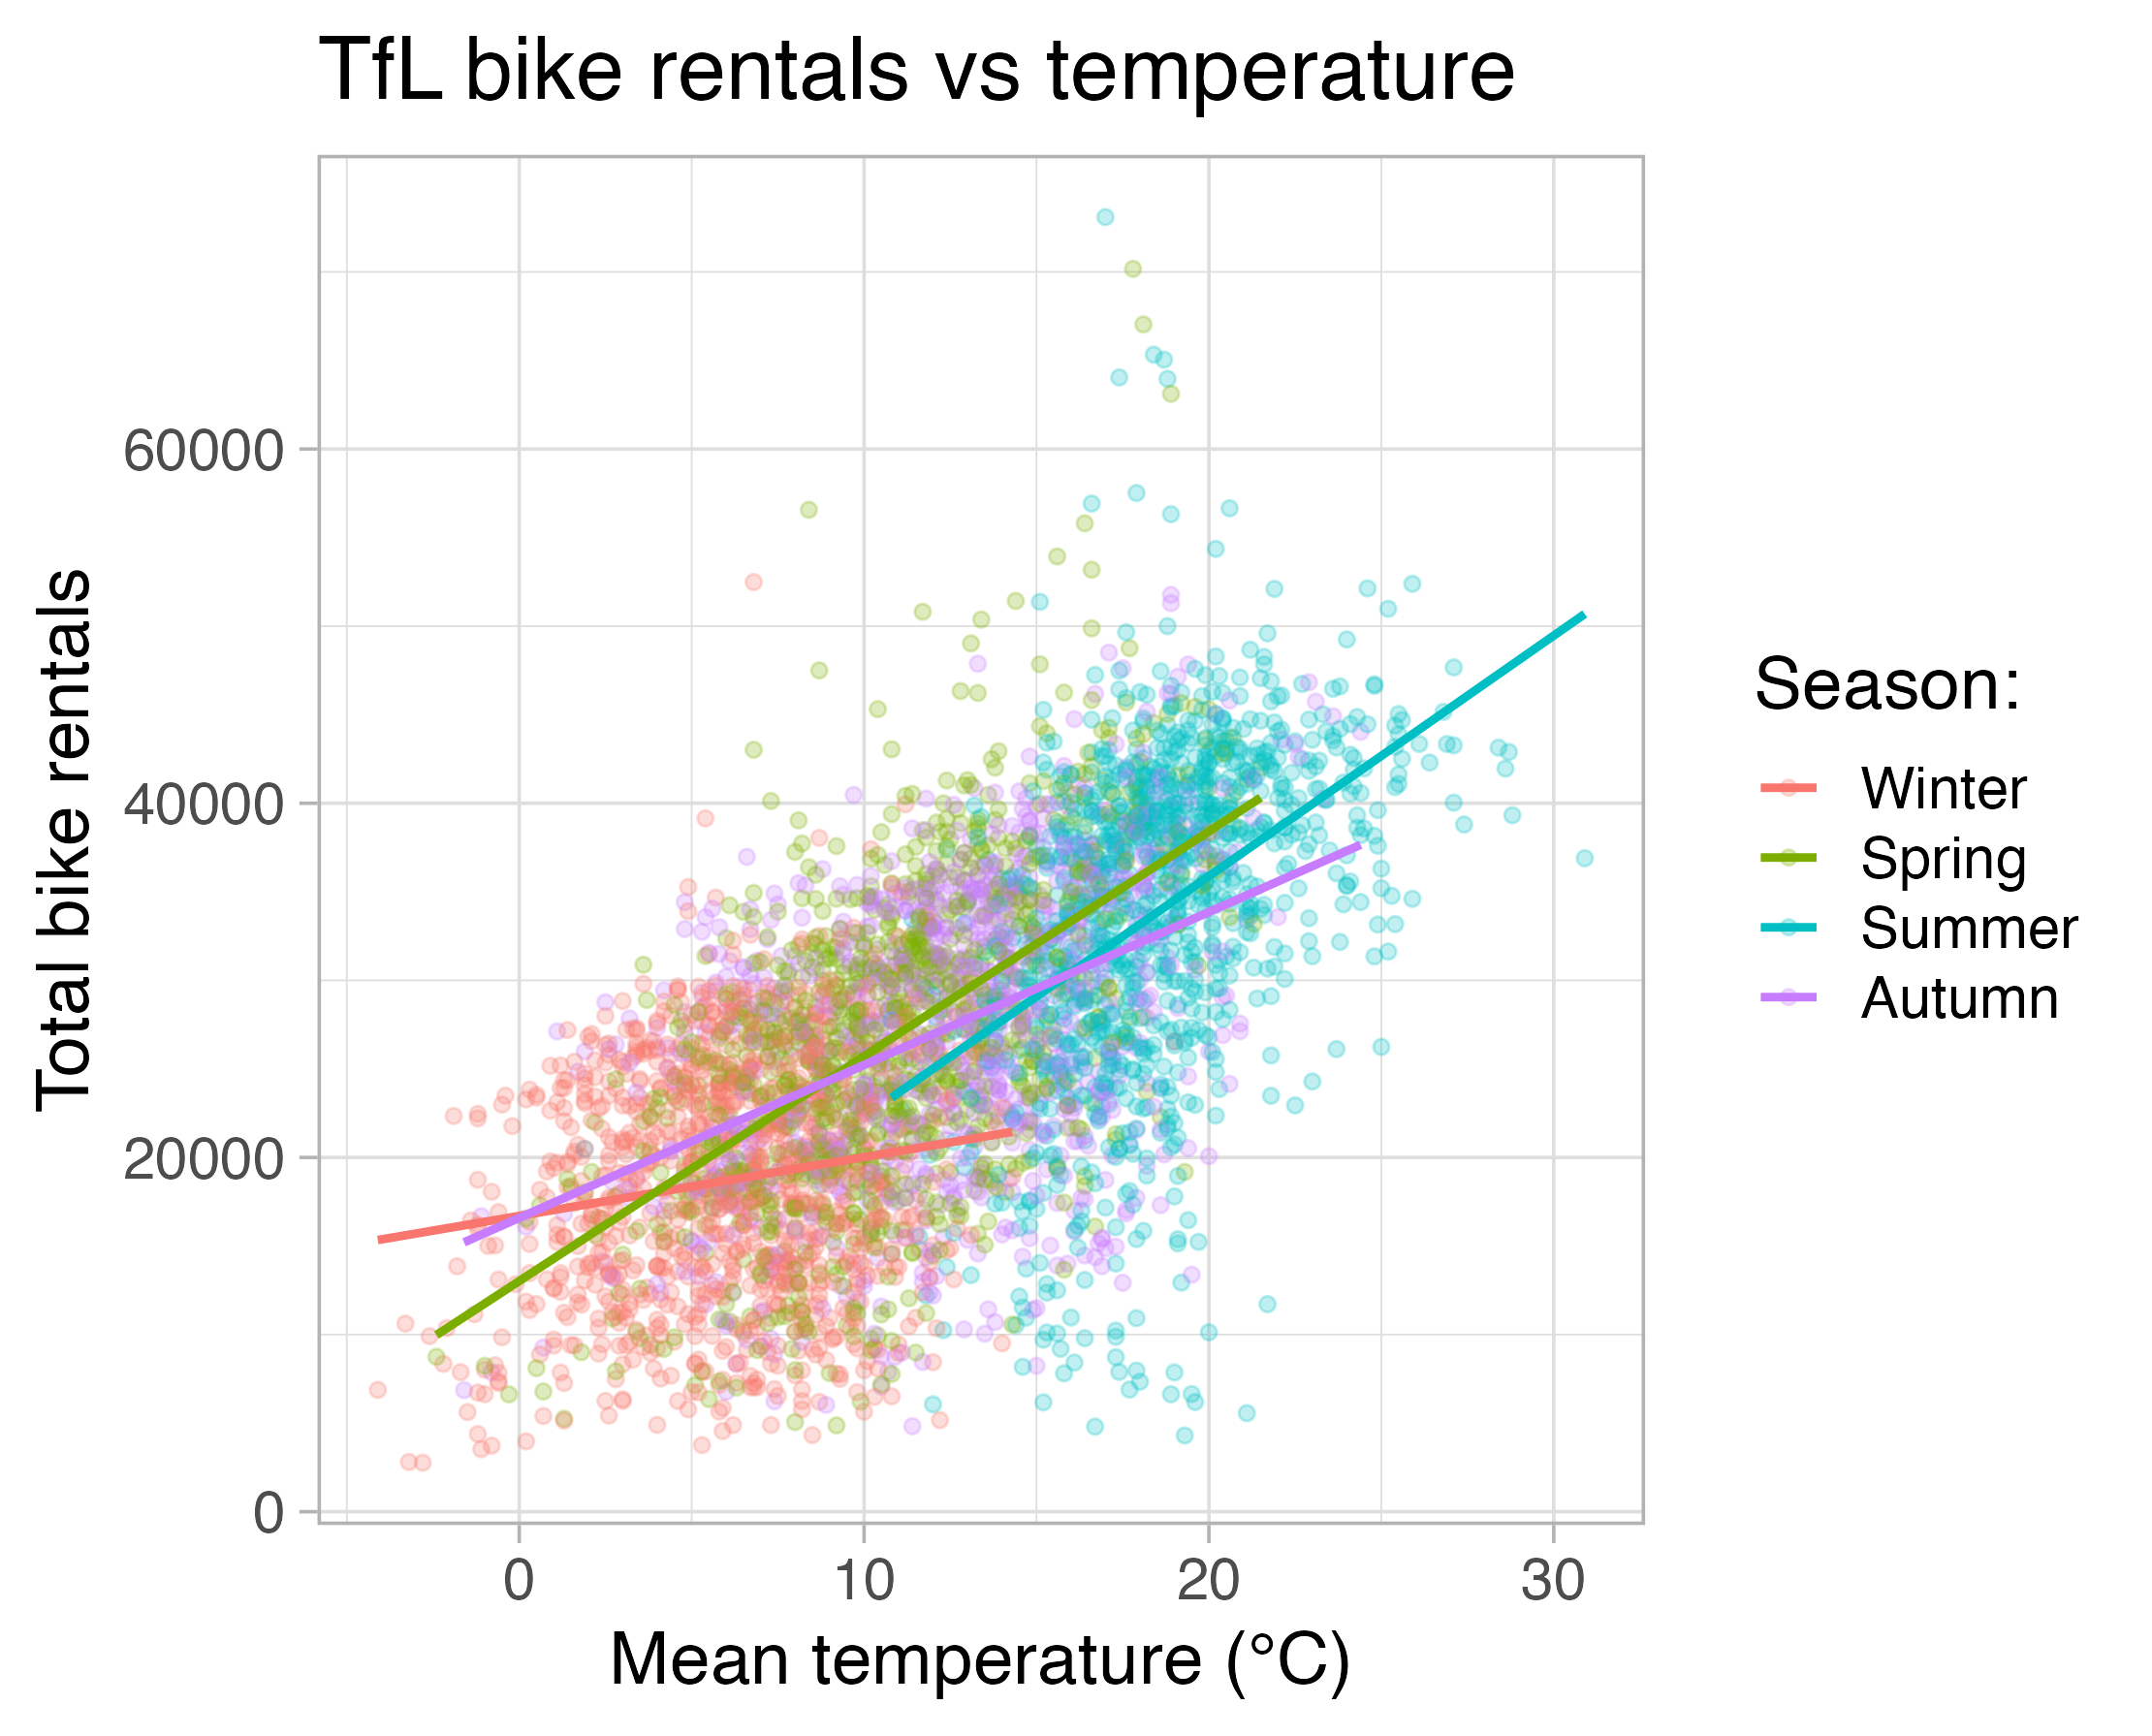 TfL bike rentals vs temperature
Total bike rentals
60000
40000
20000
0
0 10 20 30
Mean temperature (°C)
Season:
Winter
Spring
Summer
Autumn